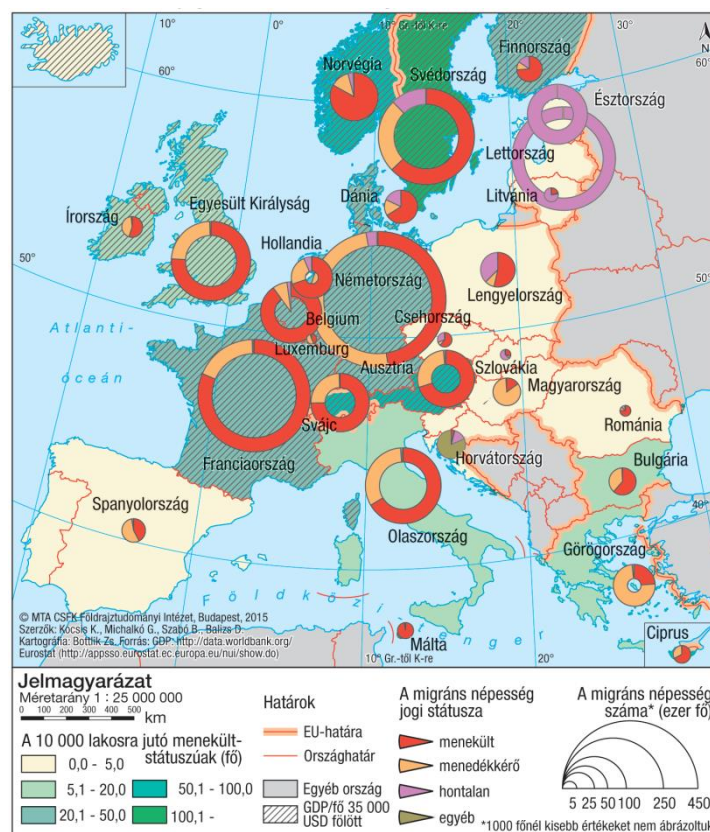 10°
0°
10° Gr.-től K-re
20°
30°
60°
Norvégia
Svédország
Finnország
N
Észtország
60°
Lettország
Litvánia
Dánia
Írország
Egyesült Királyság
Hollandia
Németország
Lengyelország
50°
50°
Belgium
Csehország
Luxemburg
Ausztria
Szlovákia
Atlanti-
óceán
Magyarország
Svájc
Románia
Franciaország
Horvátország
Bulgária
Spanyolország
Olaszország
40°
Görögország
40°
Földközi-tenger
© MTA CSFK Földrajztudományi Intézet, Budapest, 2015
Szerzők: Kocsis K., Michalkó G., Szabó B., Balizs D.
Kartográfia: Bottlik Zs. Forrás: GDP: http://data.worldbank.org/
Eurostat (http://appsso.eurostat.ec.europa.eu/nui/show.do)
Málta
Ciprus
0°
10° Gr.-től K-re
20°
Jelmagyarázat
Méretarány 1 : 25 000 000
0 100 200 300 400 500
km
A 10 000 lakosra jutó menekült-
státuszúak (fő)
0,0 - 5,0
5,1 - 20,0
20,1 - 50,0
50,1 - 100,0
100,1 -
Határok
EU-határa
Országhatár
Egyéb ország
GDP/fő 35 000
USD fölött
A migráns népesség
jogi státusza
menekült
menedékkérő
hontalan
egyéb
A migráns népesség
száma* (ezer fő)
5 25 50 100 250 450
*1000 főnél kisebb értékeket nem ábrázoltuk